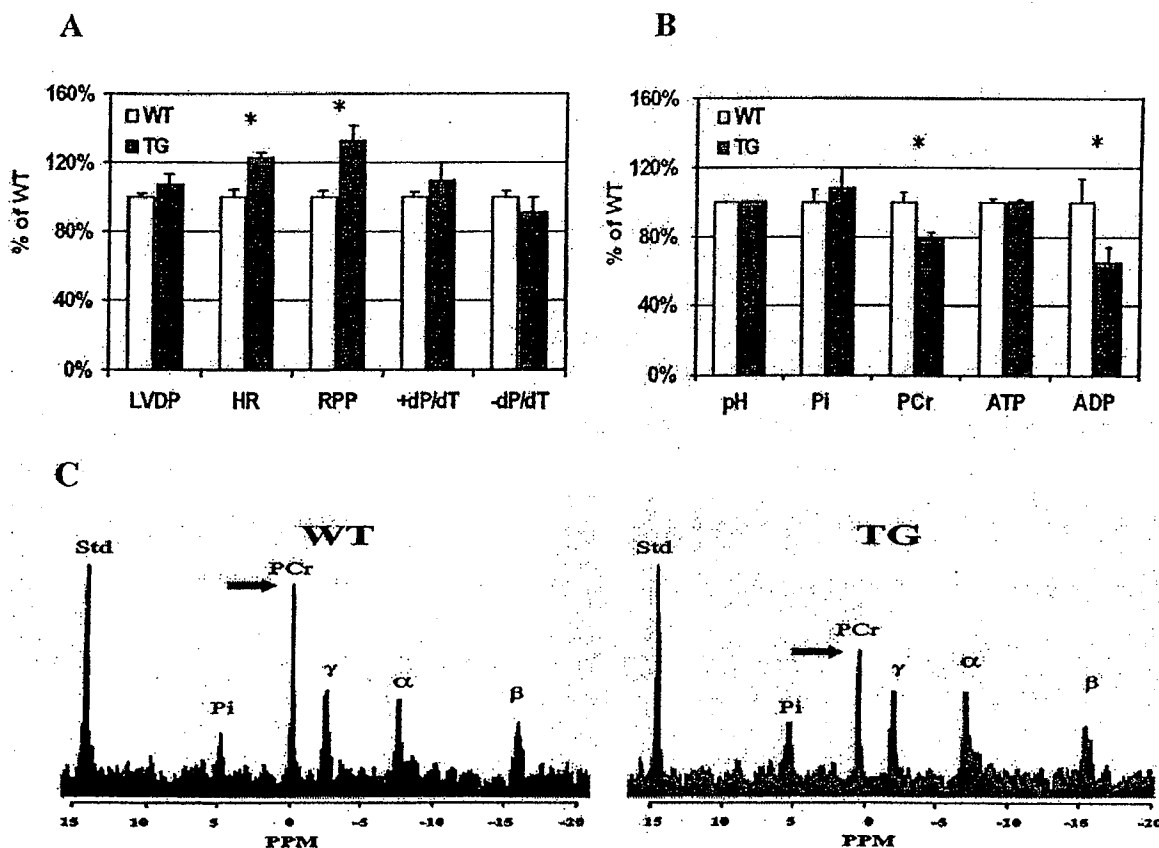 A
B
160%
120%
80%
40%
0%
% of WT
WT
TG
*
*
LVDP HR RPP +dP/dT -dP/dT
160%
120%
80%
40%
0%
% of WT
WT
TG
*
*
pH Pi PCr ATP ADP
C
WT
Std
PCr
γ
α
β
Pi
15 10 5 0 -5 -10 -15 -20
PPM
TG
Std
PCr
γ
α
β
Pi
15 10 5 0 -5 -10 -15 -20
PPM